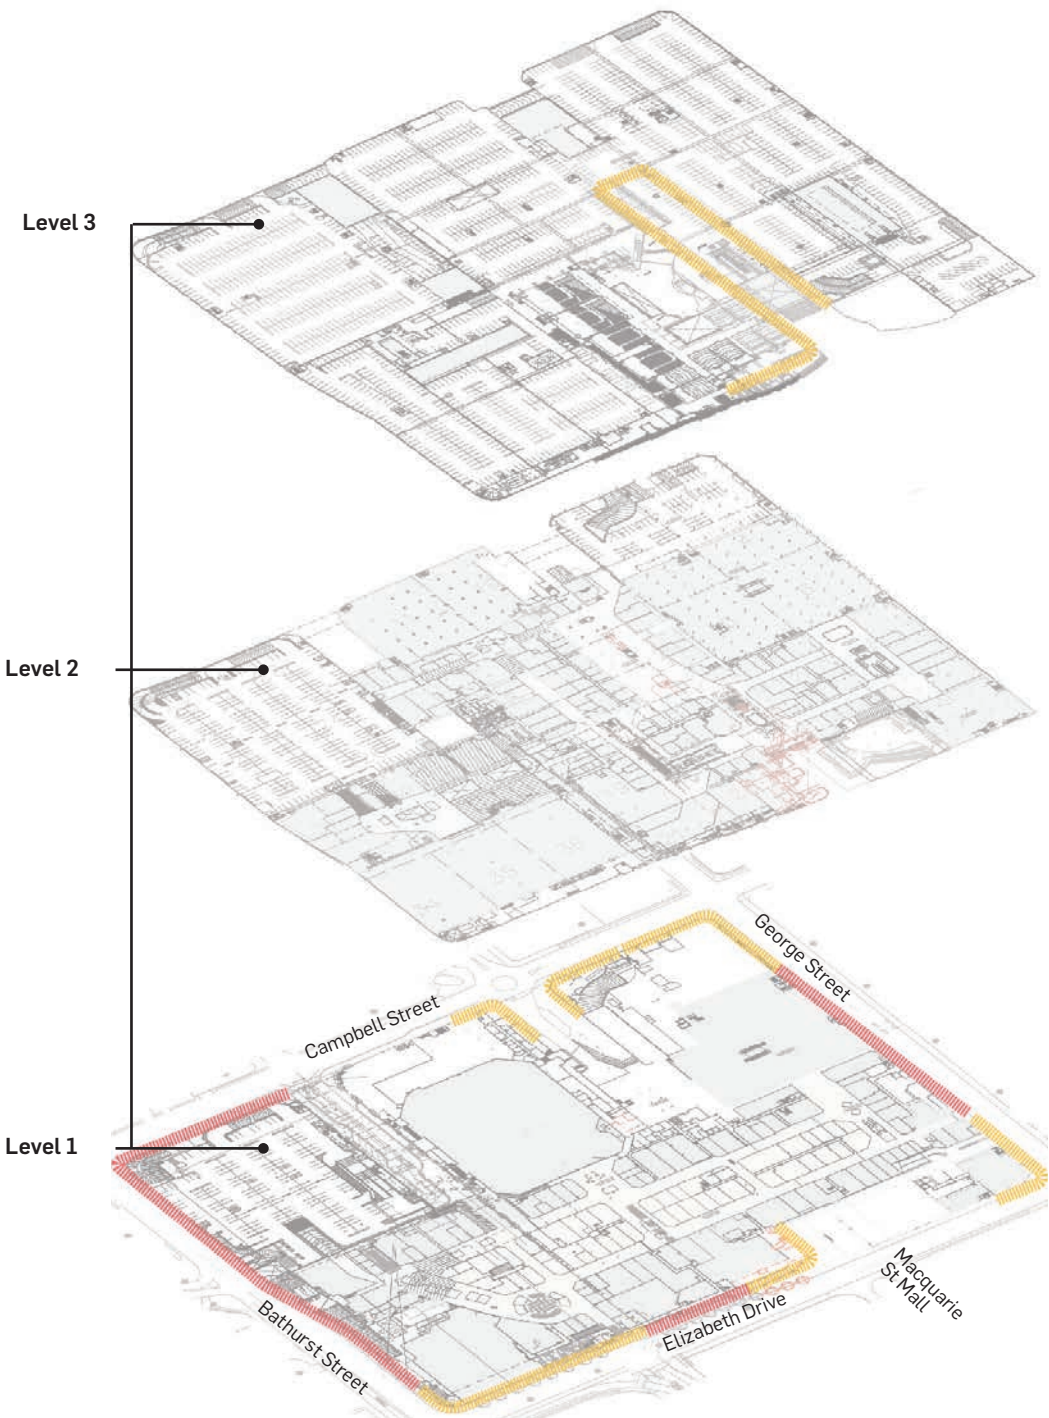 Level 3
Level 2
George Street
Campbell Street
Level 1
Macquarie
St Mall
Elizabeth Drive
Bathurst Street